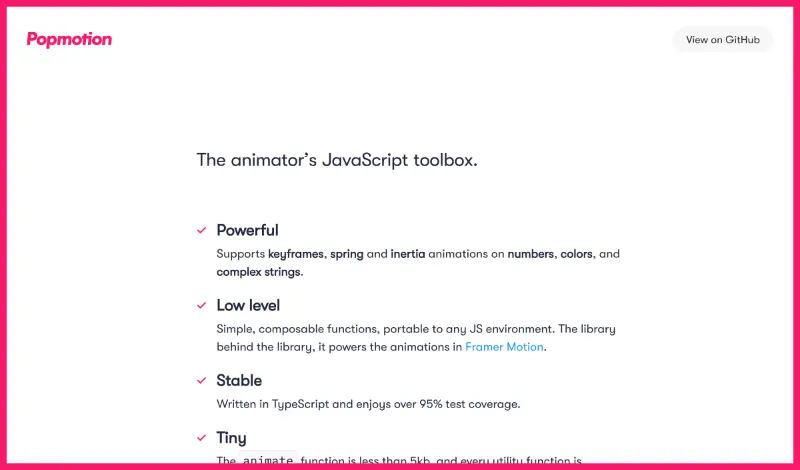 Popmotion
View on GitHub
The animator’s JavaScript toolbox.
Powerful
Supports keyframes, spring and inertia animations on numbers, colors, and
complex strings.
Low level
Simple, composable functions, portable to any JS environment. The library
behind the library, it powers the animations in Framer Motion.
Stable
Written in TypeScript and enjoys over 95% test coverage.
Tiny
The animate function is less than 5kb, and every utility function is